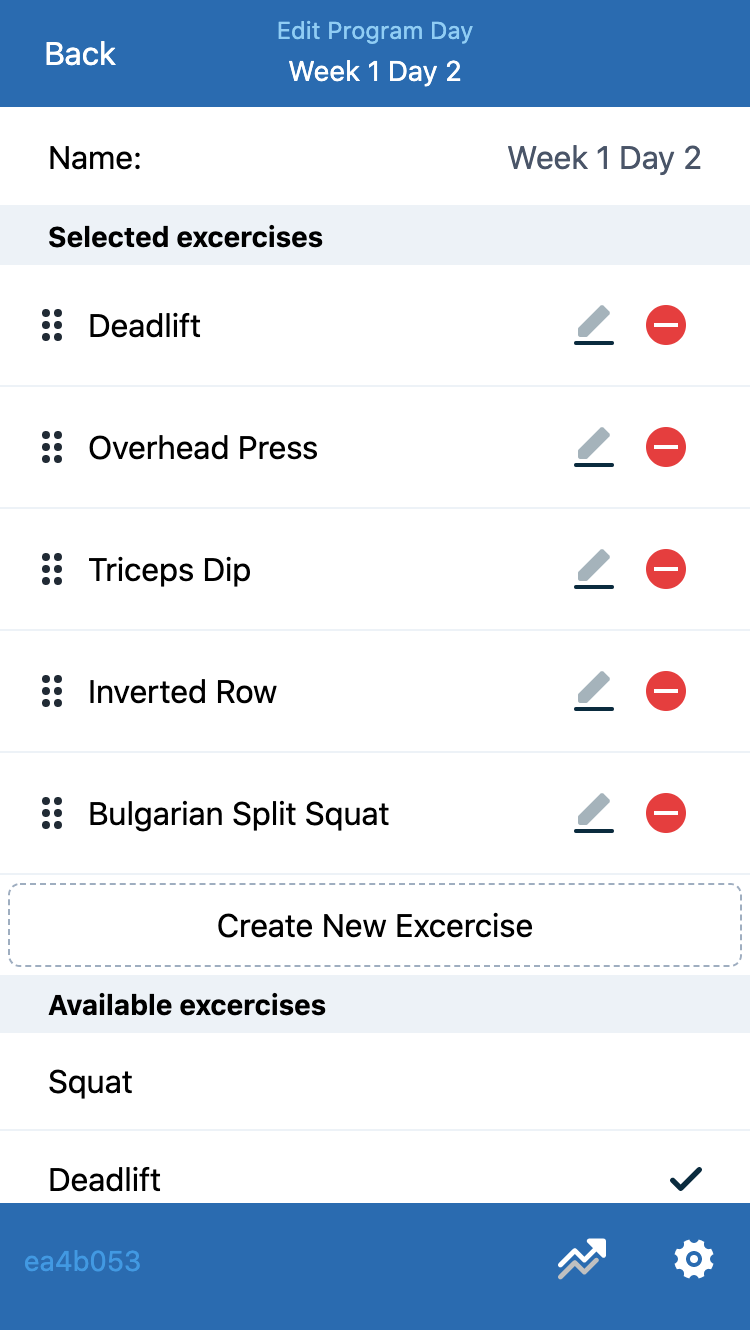 Edit Program Day
Back
Week 1 Day 2
Name:
Week 1 Day 2
Selected excercises
Deadlift
Overhead Press
Triceps Dip
Inverted Row
Bulgarian Split Squat
Create New Excercise
Available excercises
Squat
Deadlift
ea4b053